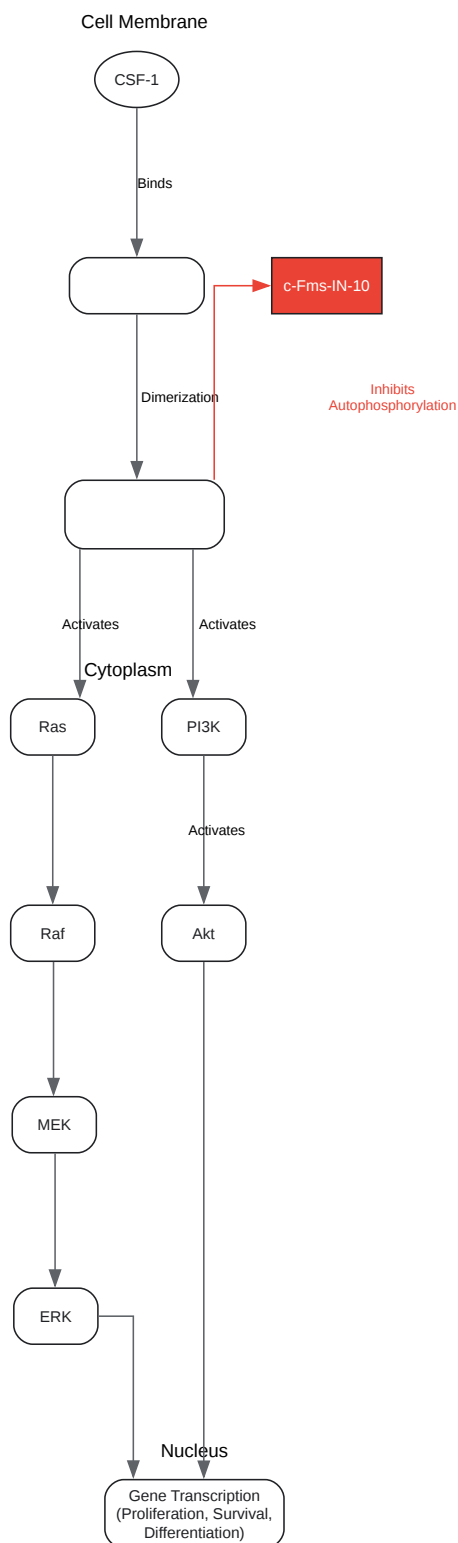 Cell Membrane
CSF-1
Binds
c-Fms-IN-10
Dimerization
Inhibits
Autophosphorylation
Activates
Activates
Cytoplasm
Ras
PI3K
Activates
Raf
Akt
MEK
ERK
Nucleus
Gene Transcription
(Proliferation, Survival,
Differentiation)